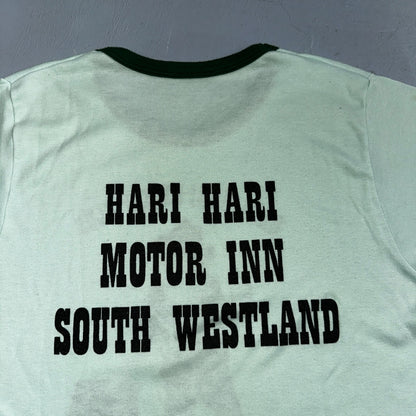 HARI HARI
MOTOR INN
SOUTH WESTLAND